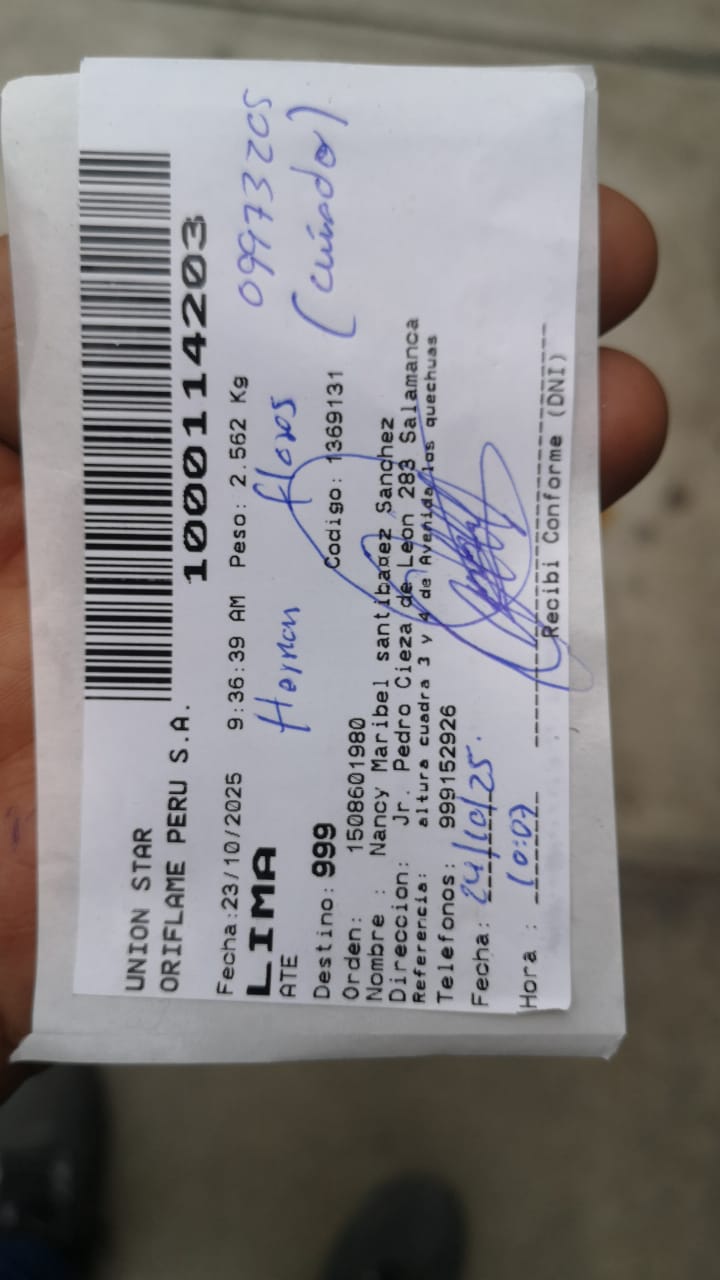 UNION STAR
ORIFLAME PERU S.A.
1000114203
Fecha:23/10/2025 9:36:39 AM Peso: 2.562 Kg
LIMA
ATE
Hernan flores 09973205
(cuñado)
Destino: 999 Codigo: 1369131
Orden: 1508601980
Nombre : Nancy Maribel santibañez Sanchez
Direccion: Jr. Pedro Cieza de Leon 283 Salamanca
Referencia: altura cuadra 3 y 4 de Avenida los quechuas
Telefonos: 999152926
Fecha: 24/10/25.
Hora : 10:07
Recibi Conforme (DNI)